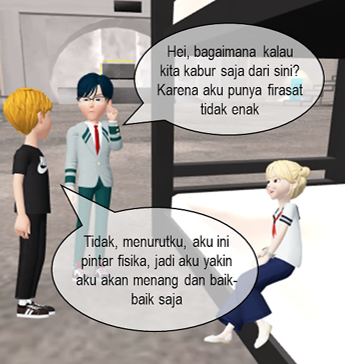 Hei, bagaimana kalau
kita kabur saja dari sini?
Karena aku punya firasat
tidak enak
Tidak, menurutku, aku ini
pintar fisika, jadi aku yakin
aku akan menang dan baik-
baik saja